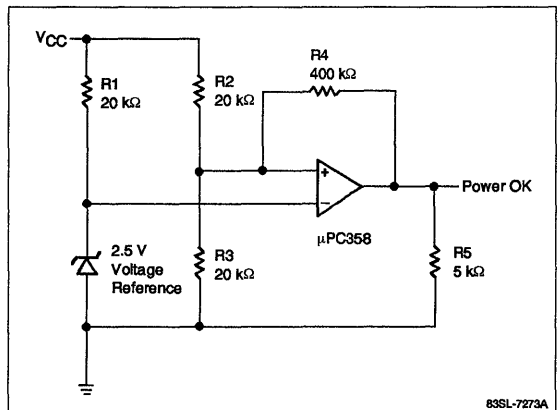 VCC
R1
20 kΩ
R2
20 kΩ
R4
400 kΩ
+
−
μPC358
Power OK
2.5 V
Voltage
Reference
R3
20 kΩ
R5
5 kΩ
83SL-7273A